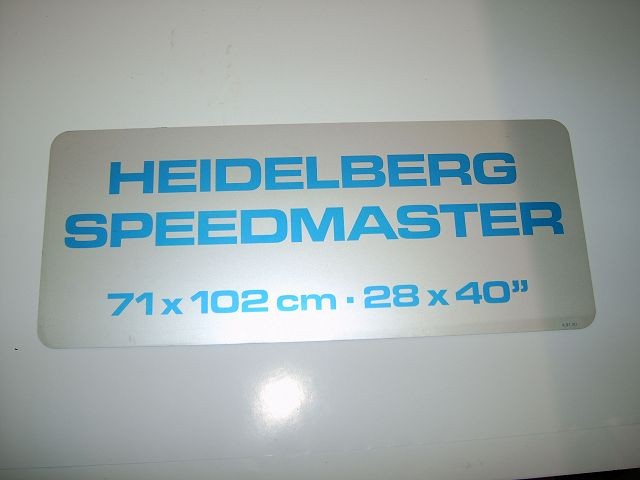 HEIDELBERG
SPEEDMASTER
71 x 102 cm · 28 x 40”